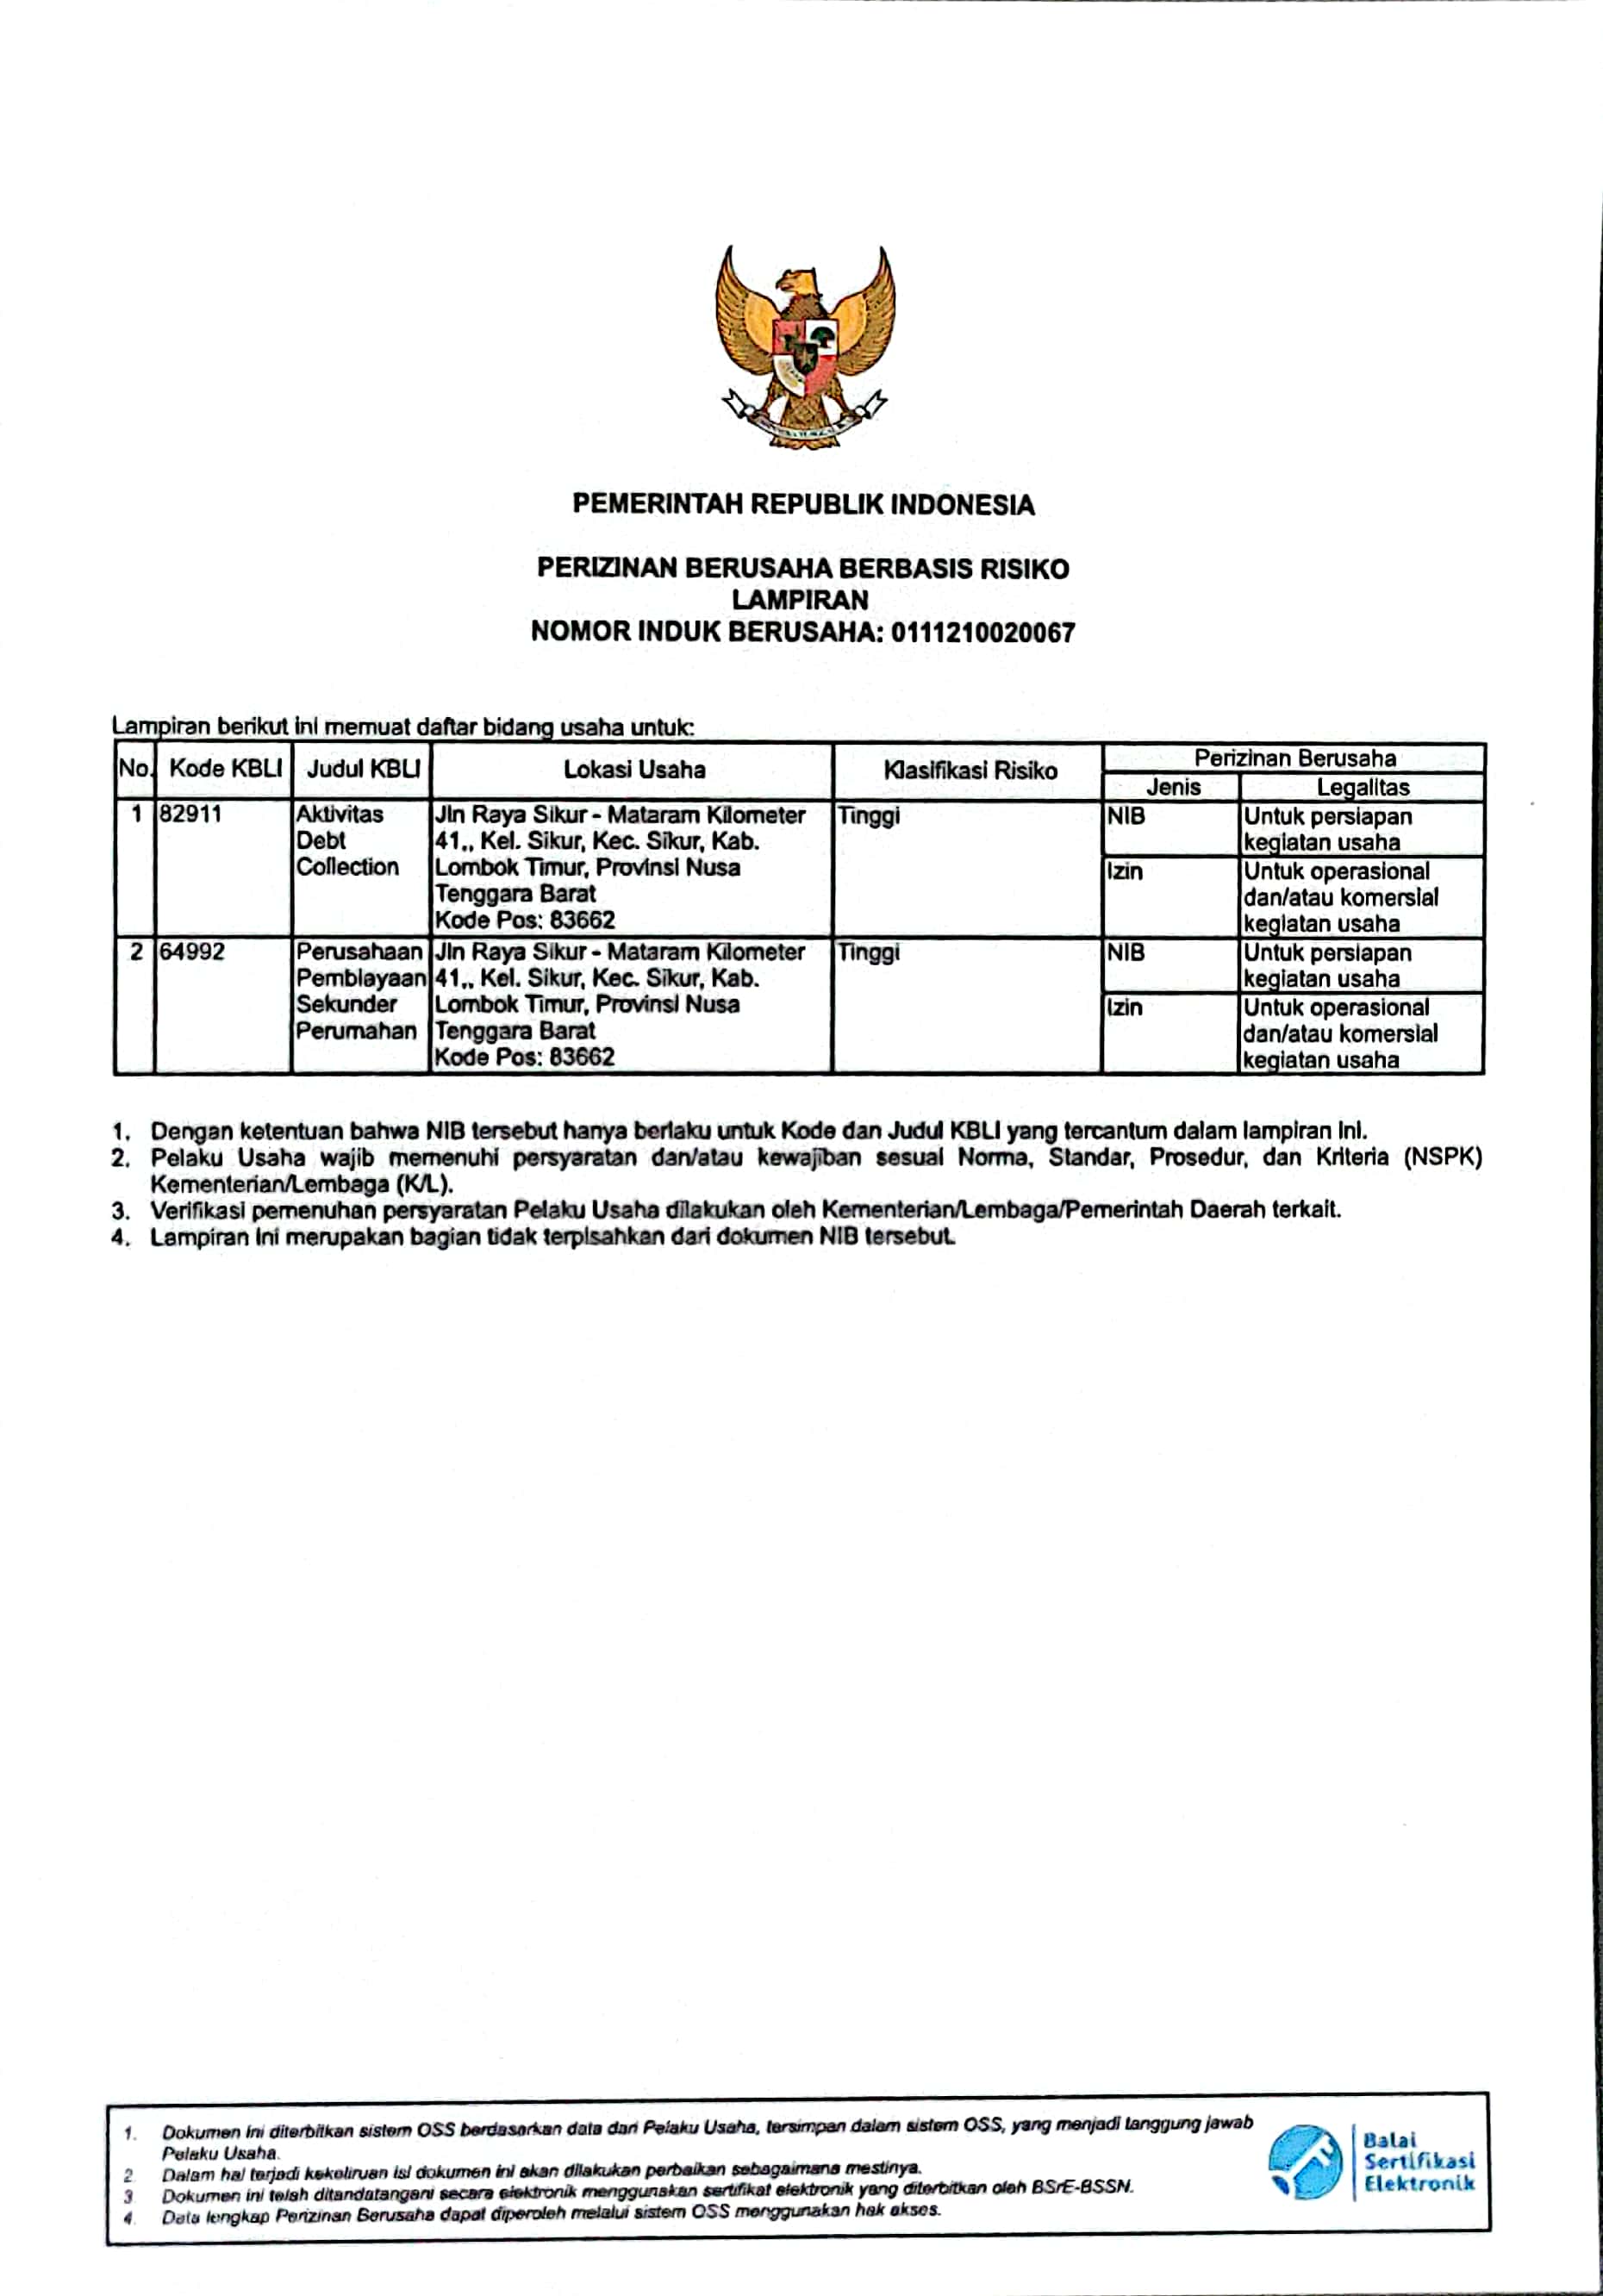 PEMERINTAH REPUBLIK INDONESIA
PERIZINAN BERUSAHA BERBASIS RISIKO
LAMPIRAN
NOMOR INDUK BERUSAHA: 0111210020067
Lampiran berikut ini memuat daftar bidang usaha untuk:
No. Kode KBLI Judul KBLI Lokasi Usaha Klasifikasi Risiko Perizinan Berusaha
Jenis Legalitas
1 82911 Aktivitas Jln Raya Sikur - Mataram Kilometer Tinggi NIB Untuk persiapan
Debt 41,, Kel. Sikur, Kec. Sikur, Kab. kegiatan usaha
Collection Lombok Timur, Provinsi Nusa Izin Untuk operasional
Tenggara Barat dan/atau komersial
Kode Pos: 83662 kegiatan usaha
2 64992 Perusahaan Jln Raya Sikur - Mataram Kilometer Tinggi NIB Untuk persiapan
Pembiayaan 41,, Kel. Sikur, Kec. Sikur, Kab. kegiatan usaha
Sekunder Lombok Timur, Provinsi Nusa Izin Untuk operasional
Perumahan Tenggara Barat dan/atau komersial
Kode Pos: 83662 kegiatan usaha
1. Dengan ketentuan bahwa NIB tersebut hanya berlaku untuk Kode dan Judul KBLI yang tercantum dalam lampiran ini.
2. Pelaku Usaha wajib memenuhi persyaratan dan/atau kewajiban sesuai Norma, Standar, Prosedur, dan Kriteria (NSPK)
Kementerian/Lembaga (K/L).
3. Verifikasi pemenuhan persyaratan Pelaku Usaha dilakukan oleh Kementerian/Lembaga/Pemerintah Daerah terkait.
4. Lampiran ini merupakan bagian tidak terpisahkan dari dokumen NIB tersebut.
1. Dokumen ini diterbitkan sistem OSS berdasarkan data dari Pelaku Usaha, tersimpan dalam sistem OSS, yang menjadi tanggung jawab
Pelaku Usaha.
2. Dalam hal terjadi kekeliruan isi dokumen ini akan dilakukan perbaikan sebagaimana mestinya.
3. Dokumen ini telah ditandatangani secara elektronik menggunakan sertifikat elektronik yang diterbitkan oleh BSrE-BSSN.
4. Data lengkap Perizinan Berusaha dapat diperoleh melalui sistem OSS menggunakan hak akses.
Balai
Sertifikasi
Elektronik